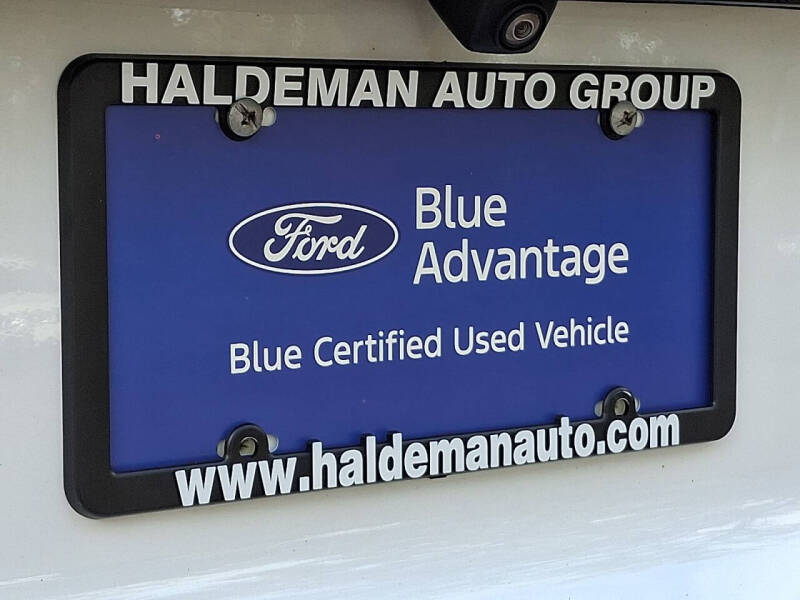 HALDEMAN AUTO GROUP
Ford
Blue
Advantage
Blue Certified Used Vehicle
www.haldemanauto.com